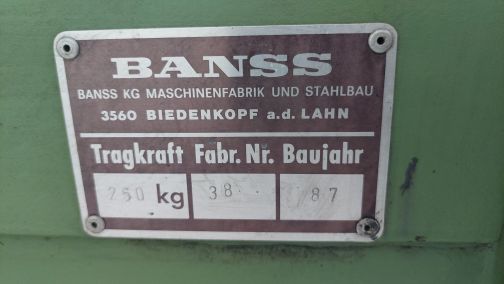 BANSS
BANSS KG MASCHINENFABRIK UND STAHLBAU
3560 BIEDENKOPF a.d. LAHN
Tragkraft Fabr. Nr. Baujahr
250 kg 38 87